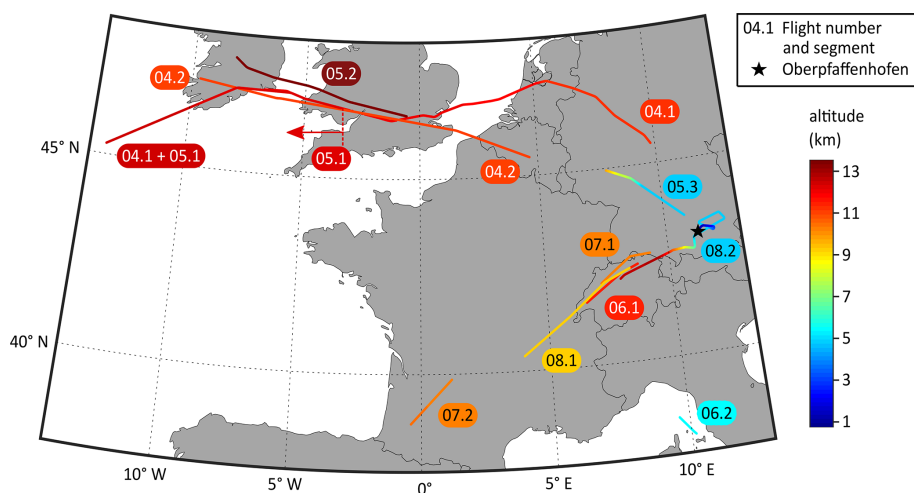 04.1 Flight number
and segment
★ Oberpfaffenhofen
04.2
05.2
04.1
04.1 + 05.1
05.1
04.2
05.3
07.1
08.2
06.1
08.1
07.2
06.2
45° N
40° N
10° W
5° W
0°
5° E
10° E
altitude
(km)
13
11
9
7
5
3
1